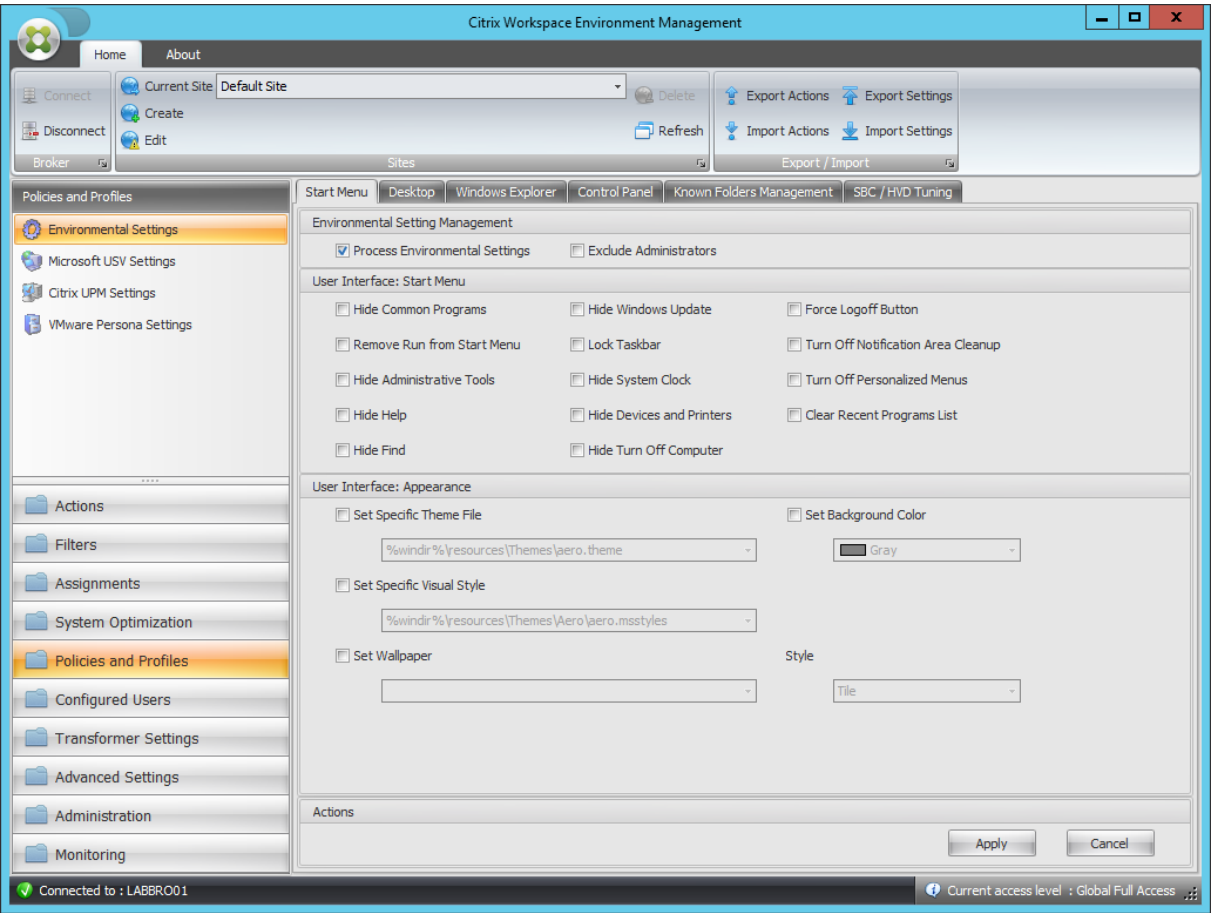 Citrix Workspace Environment Management
Home About
Connect
Disconnect
Broker
Current Site Default Site
Create
Edit
Delete
Refresh
Sites
Export Actions Export Settings
Import Actions Import Settings
Export / Import
Policies and Profiles
Environmental Settings
Microsoft USV Settings
Citrix UPM Settings
VMware Persona Settings
Actions
Filters
Assignments
System Optimization
Policies and Profiles
Configured Users
Transformer Settings
Advanced Settings
Administration
Monitoring
Start Menu Desktop Windows Explorer Control Panel Known Folders Management SBC / HVD Tuning
Environmental Setting Management
Process Environmental Settings Exclude Administrators
User Interface: Start Menu
Hide Common Programs Hide Windows Update Force Logoff Button
Remove Run from Start Menu Lock Taskbar Turn Off Notification Area Cleanup
Hide Administrative Tools Hide System Clock Turn Off Personalized Menus
Hide Help Hide Devices and Printers Clear Recent Programs List
Hide Find Hide Turn Off Computer
User Interface: Appearance
Set Specific Theme File Set Background Color
%windir%\resources\Themes\aero.theme Gray
Set Specific Visual Style
%windir%\resources\Themes\Aero\aero.msstyles
Set Wallpaper Style
Tile
Actions
Apply Cancel
Connected to : LABBRO01 Current access level : Global Full Access